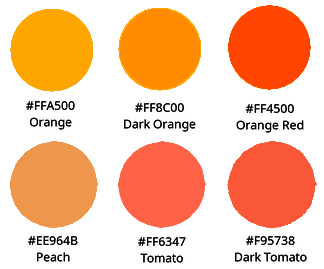 #FFA500
Orange
#FF8C00
Dark Orange
#FF4500
Orange Red
#EE964B
Peach
#FF6347
Tomato
#F95738
Dark Tomato